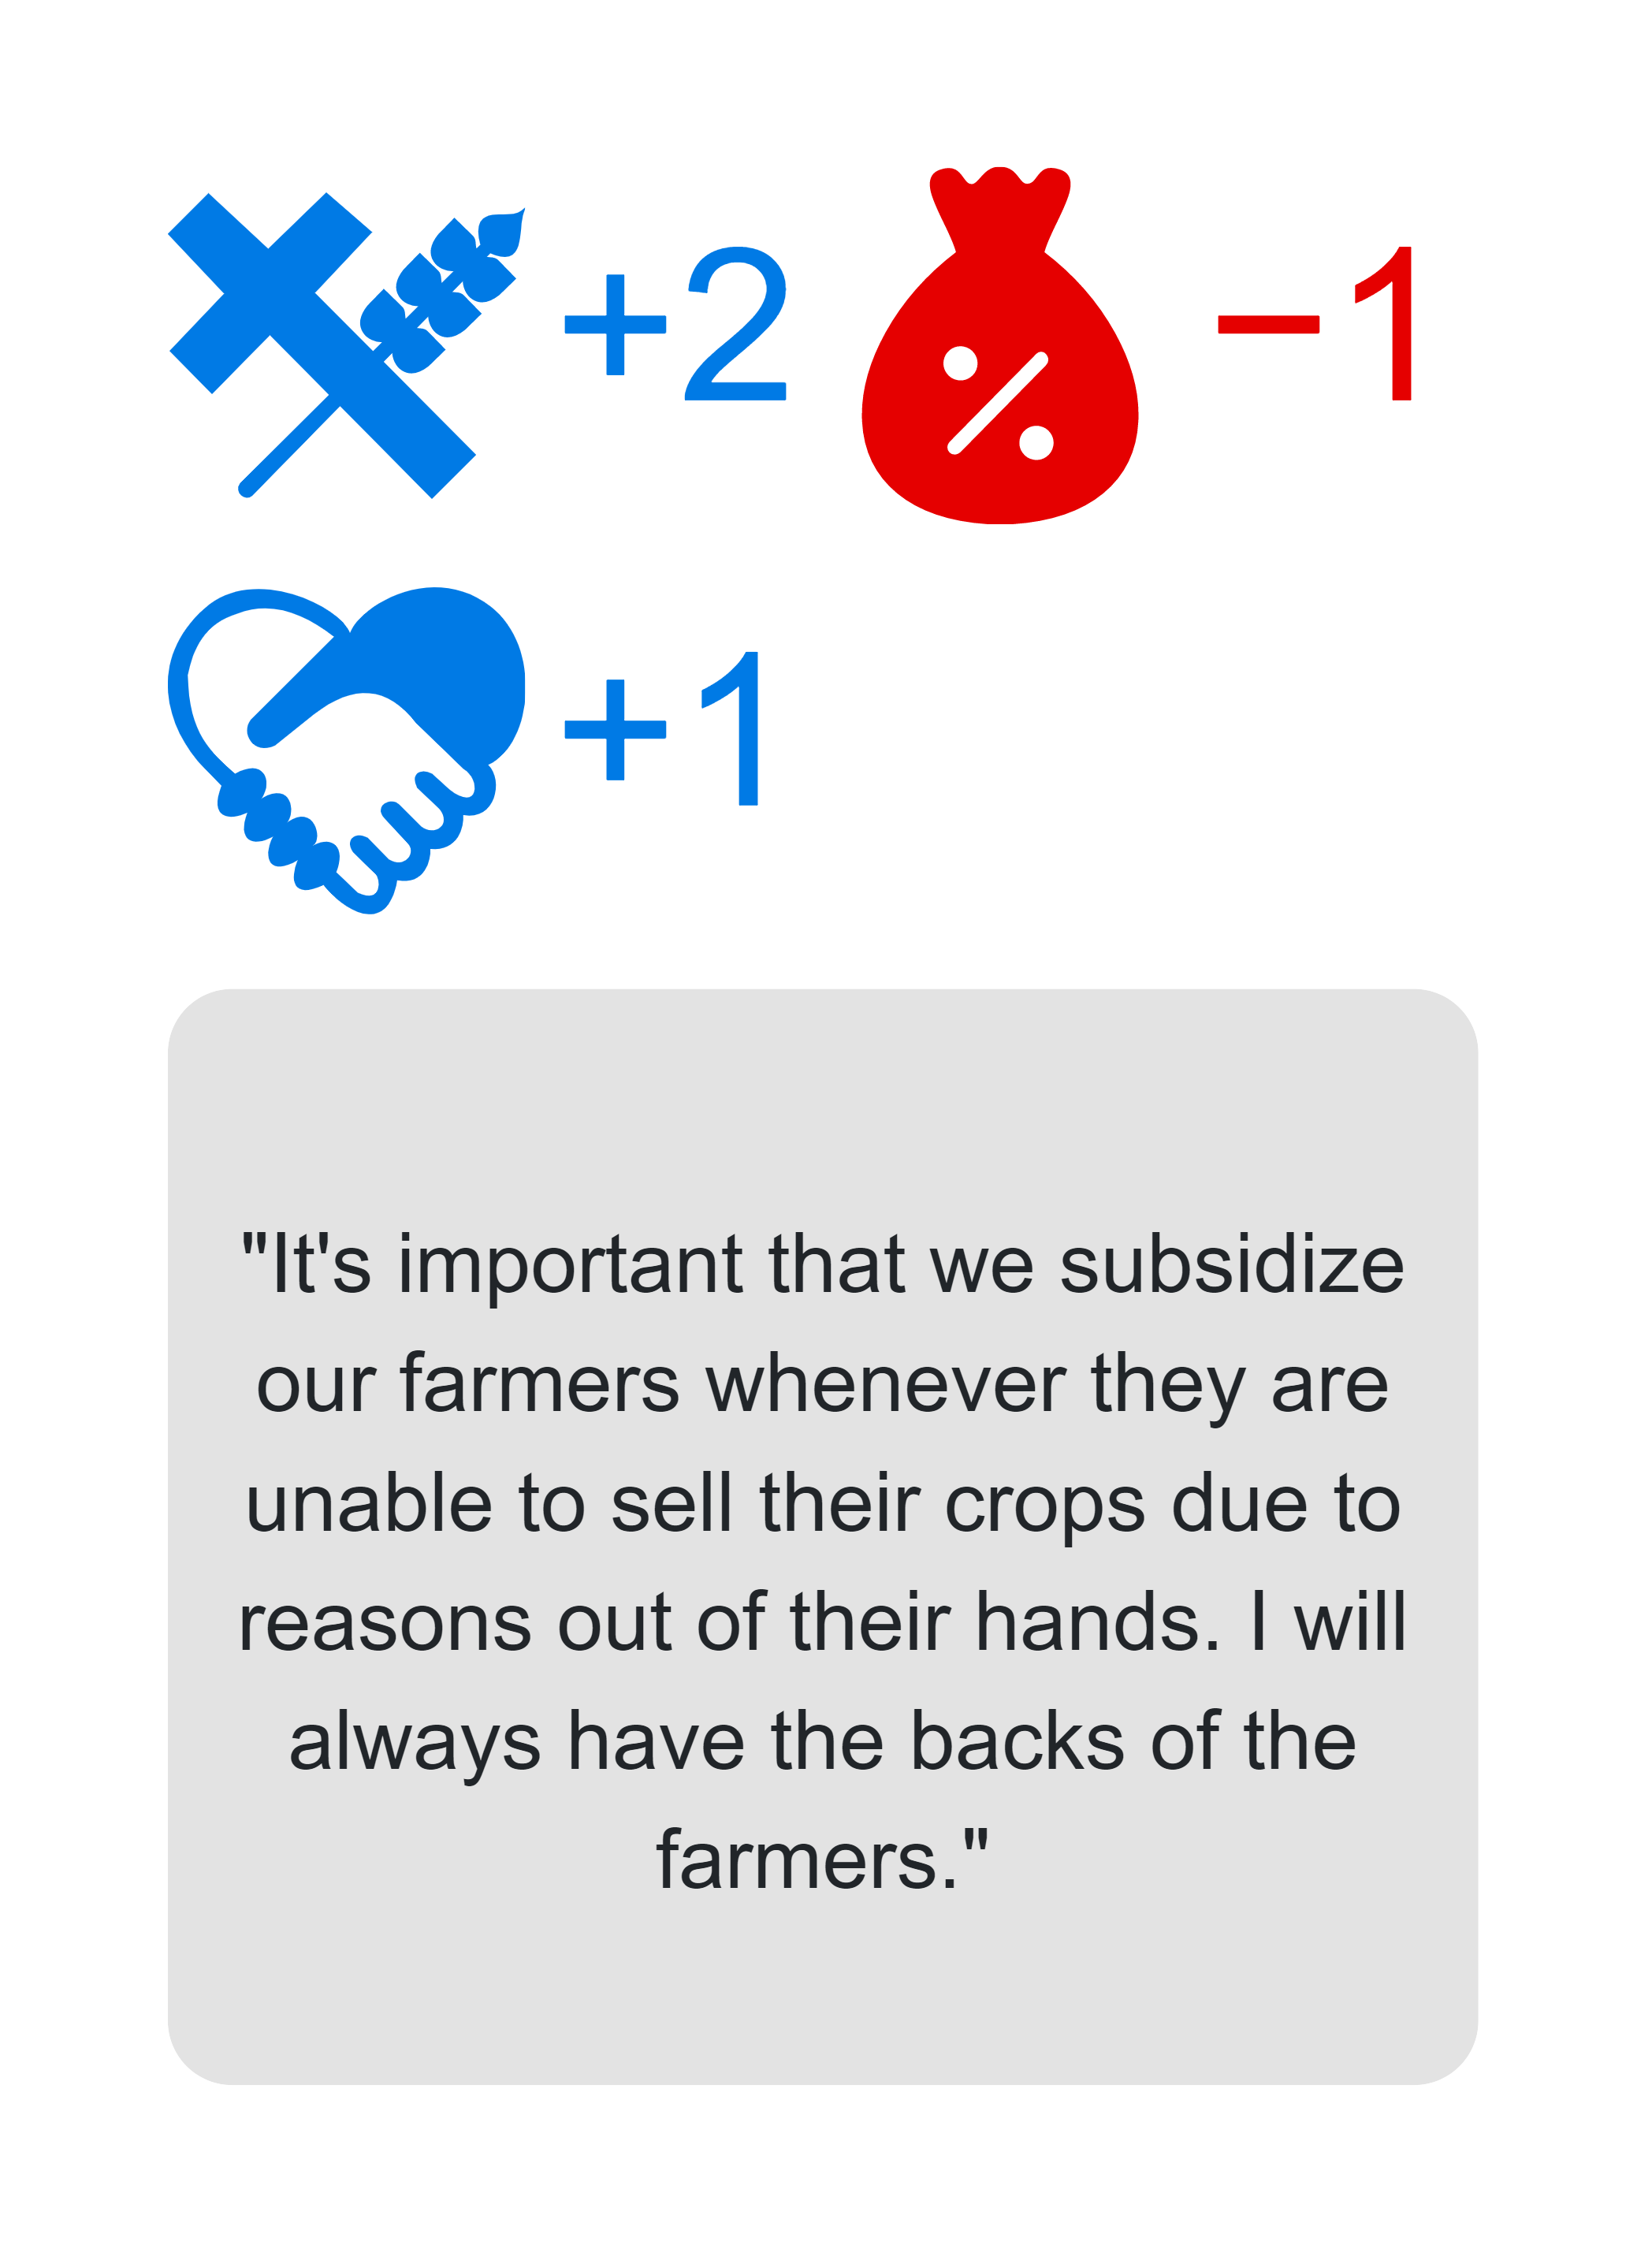 +2 −1
+1
"It's important that we subsidize
our farmers whenever they are
unable to sell their crops due to
reasons out of their hands. I will
always have the backs of the
farmers."